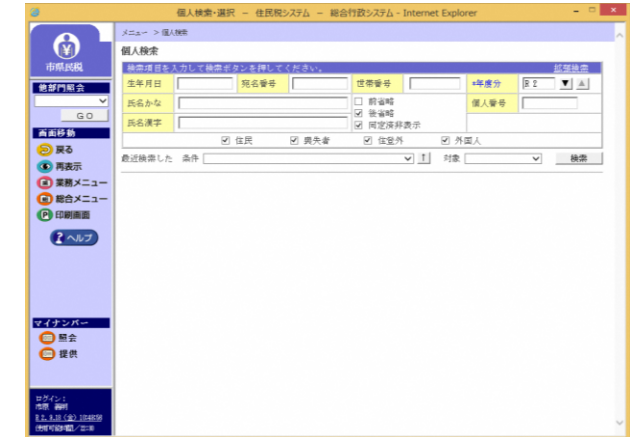 個人検索・選択 － 住民税システム － 総合行政システム - Internet Explorer
市県民税
他部門照会
GO
画面移動
戻る
再表示
業務メニュー
総合メニュー
印刷画面
? ヘルプ
マイナンバー
照会
提供
ログイン：
メニュー > 個人検索
個人検索
検索項目を入力して検索ボタンを押してください。 拡張検索
生年月日 宛名番号 世帯番号 *年度分 R 2 ▼ ▲
氏名かな 前省略 個人番号
後省略
氏名漢字 同定済非表示
住民 喪失者 住登外 外国人
最近検索した 条件 ↑ 対象 検索